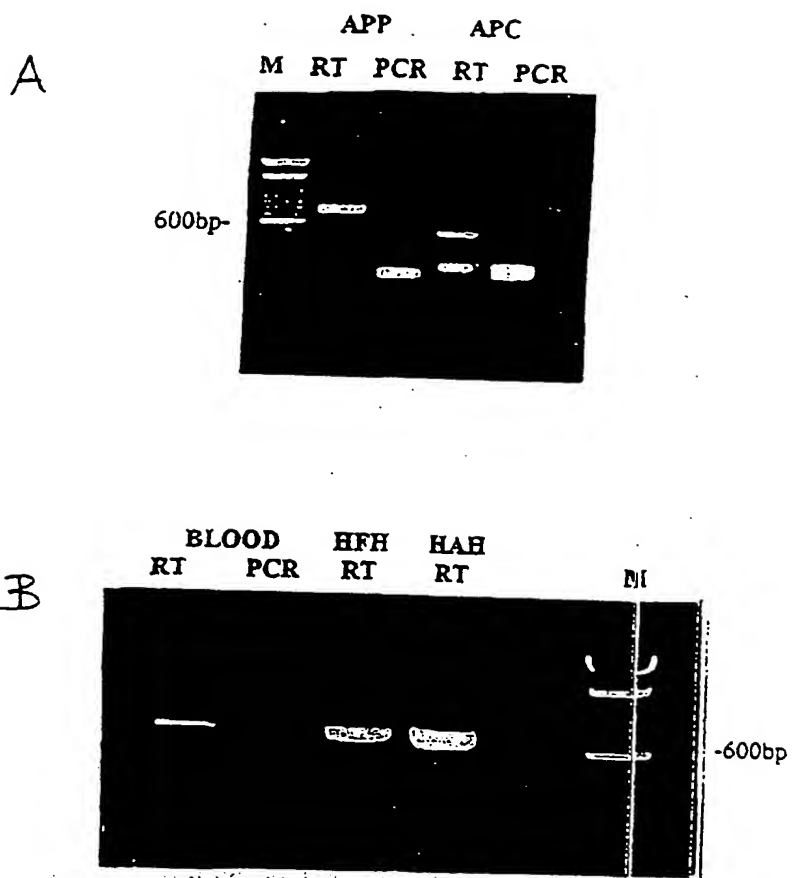 APP APC
A
M RT PCR RT PCR
600bp-
BLOOD HFH HAH
B
RT PCR RT RT M
-600bp